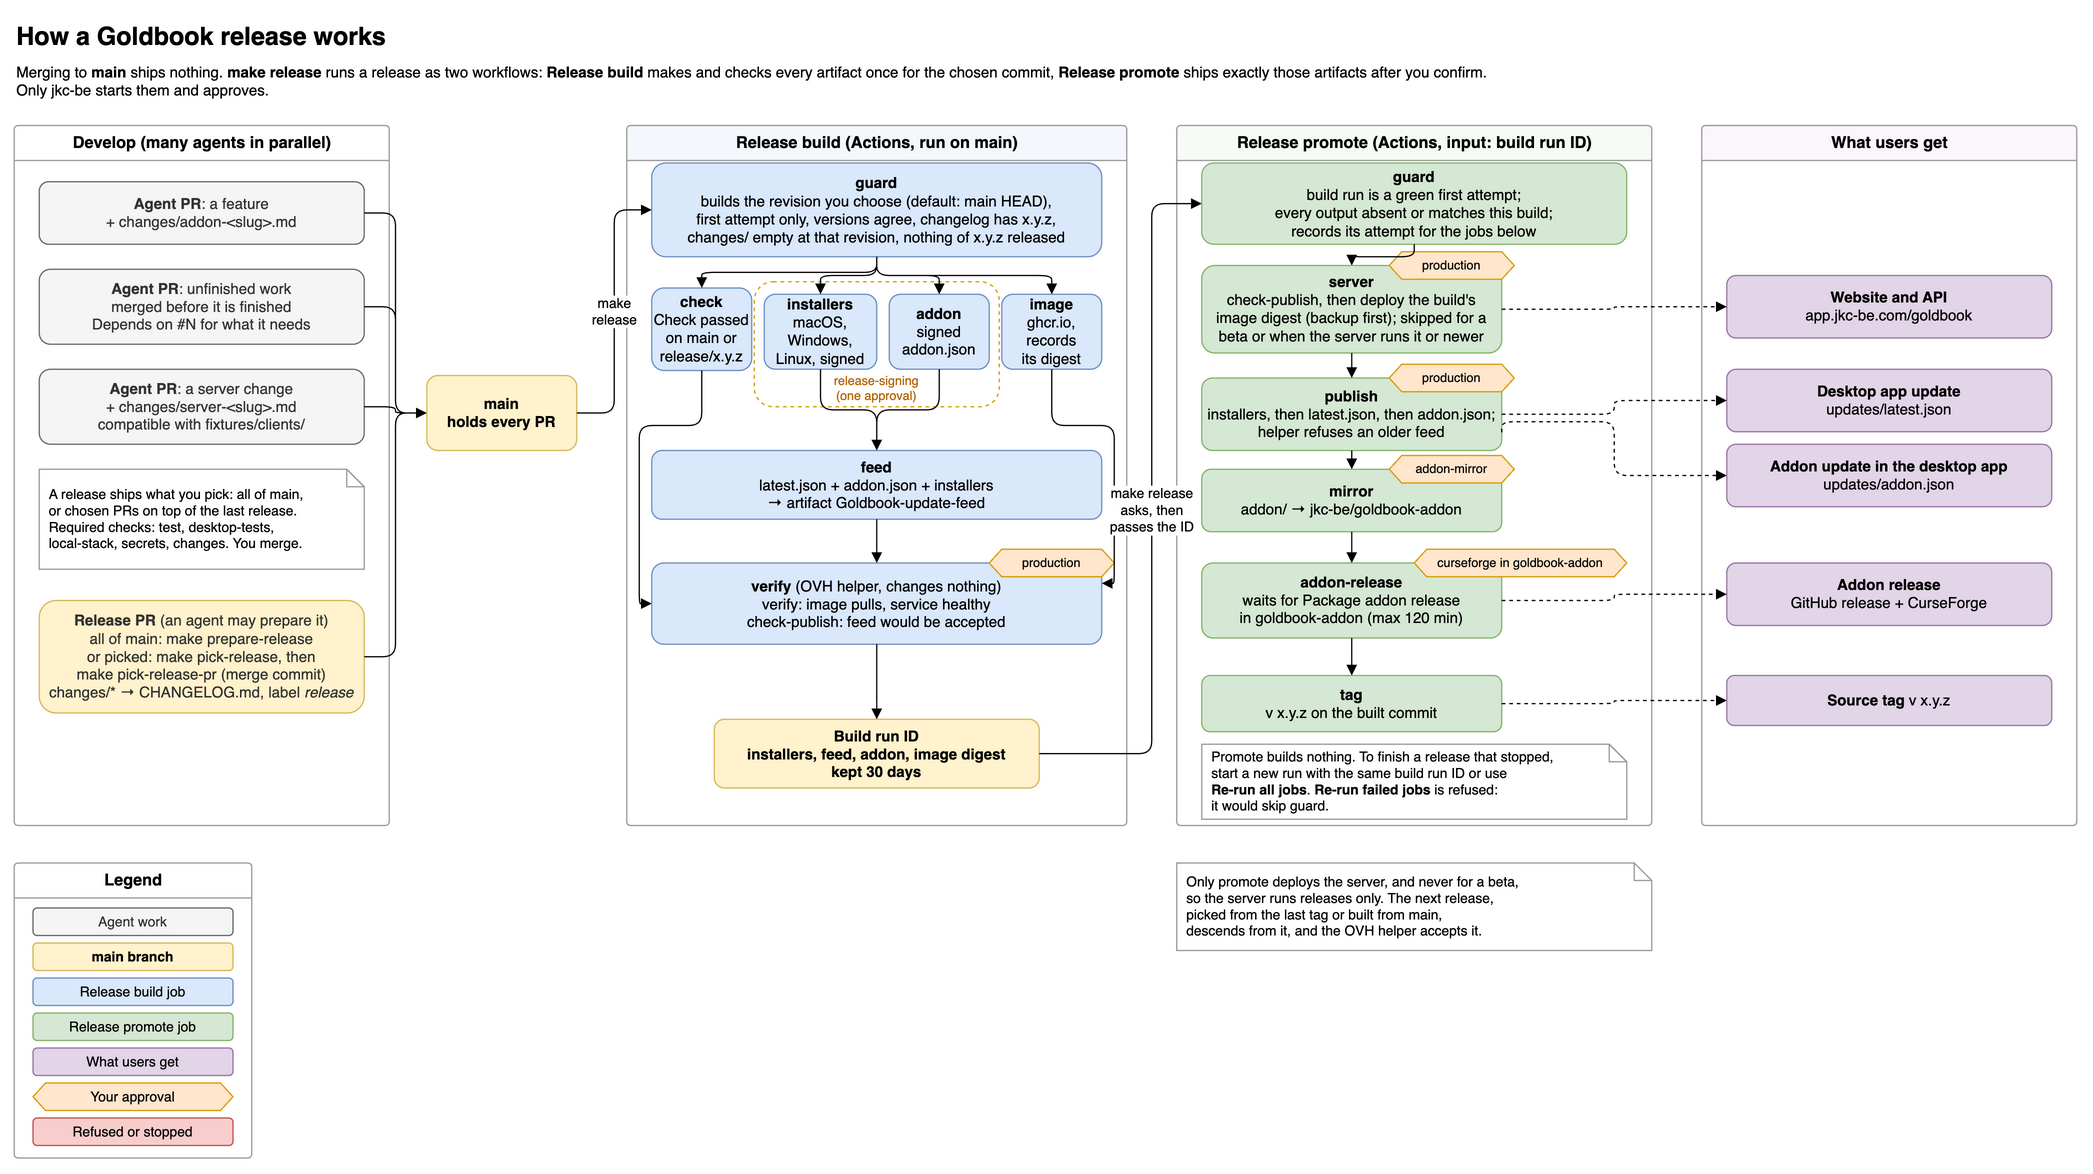 How a Goldbook release works
Merging to main ships nothing. make release runs a release as two workflows: Release build makes and checks every artifact once for the chosen commit, Release promote ships exactly those artifacts after you confirm.
Only jkc-be starts them and approves.
Develop (many agents in parallel)
Agent PR: a feature
+ changes/addon-<slug>.md
Agent PR: unfinished work
merged before it is finished
Depends on #N for what it needs
Agent PR: a server change
+ changes/server-<slug>.md
compatible with fixtures/clients/
A release ships what you pick: all of main,
or chosen PRs on top of the last release.
Required checks: test, desktop-tests,
local-stack, secrets, changes. You merge.
Release PR (an agent may prepare it)
all of main: make prepare-release
or picked: make pick-release, then
make pick-release-pr (merge commit)
changes/* → CHANGELOG.md, label release
main
holds every PR
make
release
Release build (Actions, run on main)
guard
builds the revision you choose (default: main HEAD),
first attempt only, versions agree, changelog has x.y.z,
changes/ empty at that revision, nothing of x.y.z released
check
Check passed
on main or
release/x.y.z
installers
macOS,
Windows,
Linux, signed
addon
signed
addon.json
image
ghcr.io,
records
its digest
release-signing
(one approval)
feed
latest.json + addon.json + installers
→ artifact Goldbook-update-feed
production
verify (OVH helper, changes nothing)
verify: image pulls, service healthy
check-publish: feed would be accepted
Build run ID
installers, feed, addon, image digest
kept 30 days
make release
asks, then
passes the ID
Release promote (Actions, input: build run ID)
guard
build run is a green first attempt;
every output absent or matches this build;
records its attempt for the jobs below
production
server
check-publish, then deploy the build's
image digest (backup first); skipped for a
beta or when the server runs it or newer
production
publish
installers, then latest.json, then addon.json;
helper refuses an older feed
addon-mirror
mirror
addon/ → jkc-be/goldbook-addon
curseforge in goldbook-addon
addon-release
waits for Package addon release
in goldbook-addon (max 120 min)
tag
v x.y.z on the built commit
Promote builds nothing. To finish a release that stopped,
start a new run with the same build run ID or use
Re-run all jobs. Re-run failed jobs is refused:
it would skip guard.
What users get
Website and API
app.jkc-be.com/goldbook
Desktop app update
updates/latest.json
Addon update in the desktop app
updates/addon.json
Addon release
GitHub release + CurseForge
Source tag v x.y.z
Only promote deploys the server, and never for a beta,
so the server runs releases only. The next release,
picked from the last tag or built from main,
descends from it, and the OVH helper accepts it.
Legend
Agent work
main branch
Release build job
Release promote job
What users get
Your approval
Refused or stopped